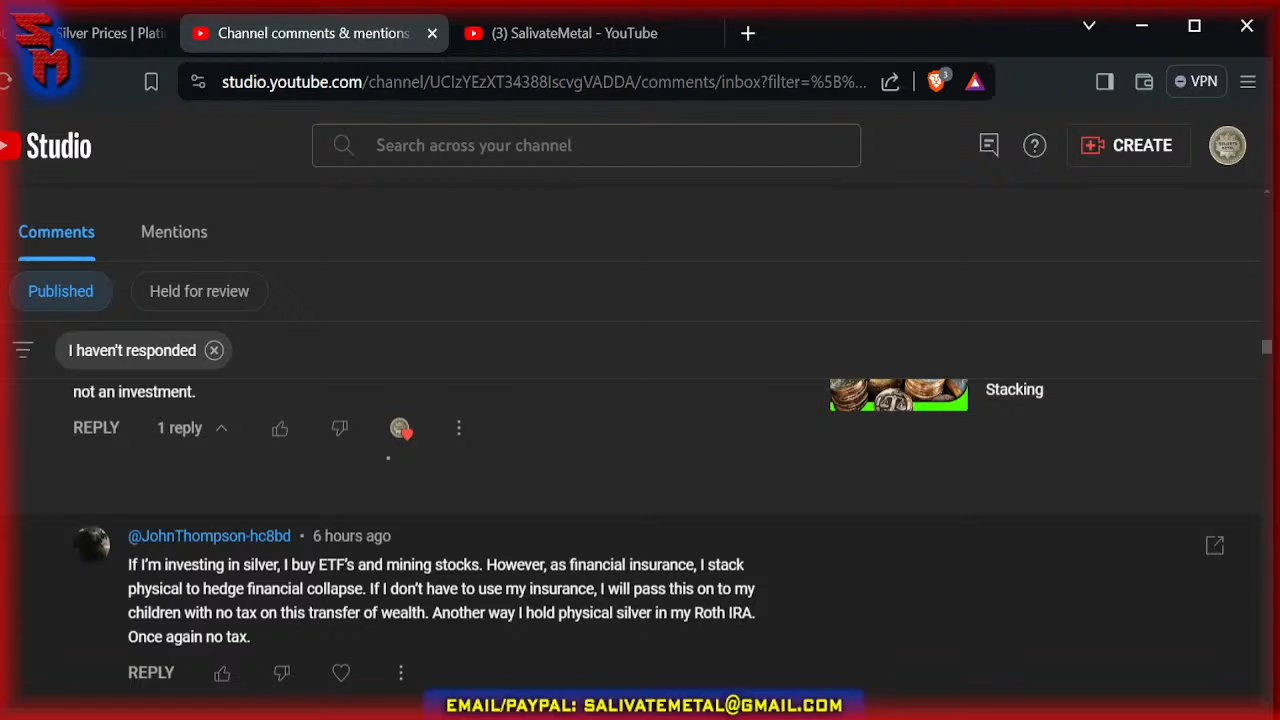 SM
Silver Prices | Plati
Channel comments & mentions
(3) SalivateMetal - YouTube
studio.youtube.com/channel/UClzYEzXT34388IscvgVADDA/comments/inbox?filter=%5B%...
3
VPN
Studio
Search across your channel
CREATE
Comments
Mentions
Published
Held for review
I haven't responded
not an investment.
Stacking
REPLY
1 reply
@JohnThompson-hc8bd • 6 hours ago
If I'm investing in silver, I buy ETF's and mining stocks. However, as financial insurance, I stack
physical to hedge financial collapse. If I don't have to use my insurance, I will pass this on to my
children with no tax on this transfer of wealth. Another way I hold physical silver in my Roth IRA.
Once again no tax.
REPLY
EMAIL/PAYPAL: SALIVATEMETAL@GMAIL.COM